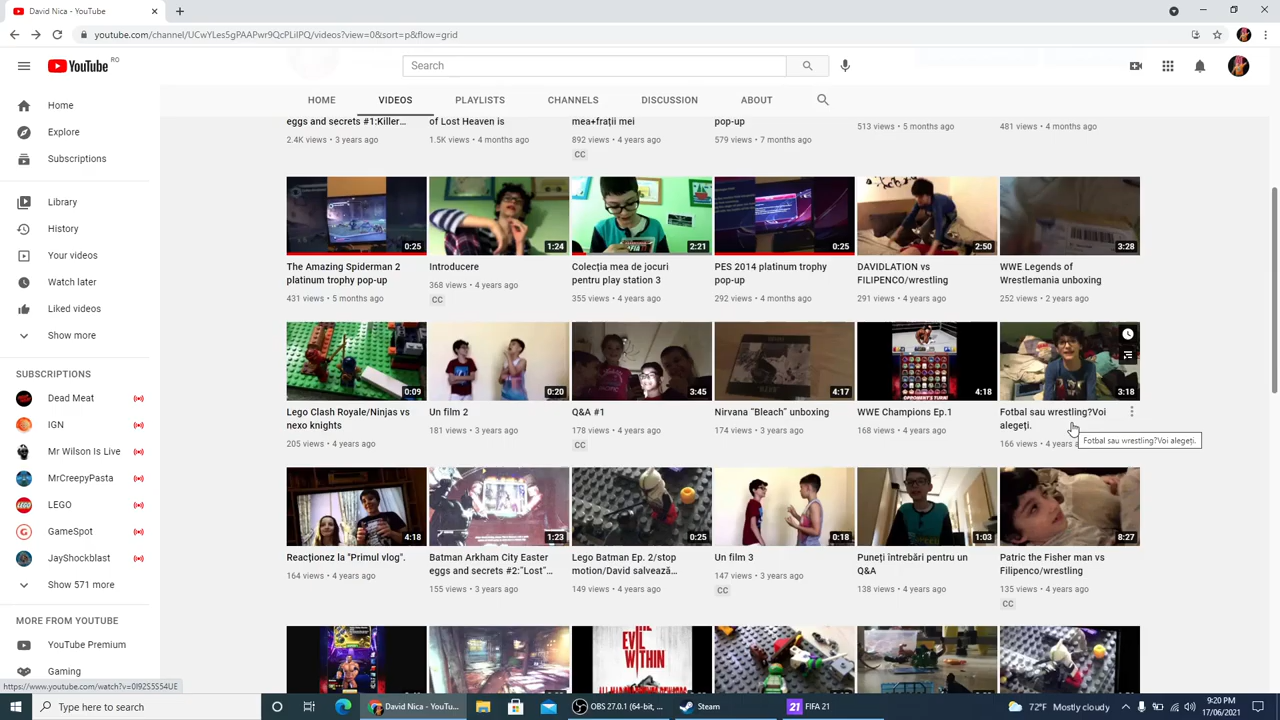 David Nica - YouTube
youtube.com/channel/UCwYLes5gPAAPwr9QcPLiIPQ/videos?view=0&sort=p&flow=grid
YouTube RO
Search
HOME VIDEOS PLAYLISTS CHANNELS DISCUSSION ABOUT
Home
Explore
Subscriptions
Library
History
Your videos
Watch later
Liked videos
Show more
SUBSCRIPTIONS
Dead Meat
IGN
Mr Wilson Is Live
MrCreepyPasta
LEGO
GameSpot
JayShockblast
Show 571 more
MORE FROM YOUTUBE
YouTube Premium
Gaming
https://www.youtube.com/watch?v=0I92S5S54UE
eggs and secrets #1:Killer...
2.4K views • 3 years ago
of Lost Heaven is
1.5K views • 4 months ago
mea+frații mei
892 views • 4 years ago
CC
pop-up
579 views • 7 months ago
513 views • 5 months ago
481 views • 4 months ago
0:25
The Amazing Spiderman 2
platinum trophy pop-up
431 views • 5 months ago
1:24
Introducere
368 views • 4 years ago
CC
2:21
Colecția mea de jocuri
pentru play station 3
355 views • 4 years ago
0:25
PES 2014 platinum trophy
pop-up
292 views • 4 months ago
2:50
DAVIDLATION vs
FILIPENCO/wrestling
291 views • 4 years ago
3:28
WWE Legends of
Wrestlemania unboxing
252 views • 2 years ago
0:09
Lego Clash Royale/Ninjas vs
nexo knights
205 views • 4 years ago
0:20
Un film 2
181 views • 3 years ago
3:45
Q&A #1
178 views • 4 years ago
CC
4:17
Nirvana "Bleach" unboxing
174 views • 3 years ago
OPPONENT'S TURN!
4:18
WWE Champions Ep.1
168 views • 4 years ago
3:18
Fotbal sau wrestling?Voi
alegeți.
166 views • 4 years a
Fotbal sau wrestling?Voi alegeți.
4:18
Reacționez la "Primul vlog".
164 views • 4 years ago
1:23
Batman Arkham City Easter
eggs and secrets #2:"Lost"...
155 views • 3 years ago
0:25
Lego Batman Ep. 2/stop
motion/David salvează...
149 views • 4 years ago
0:18
Un film 3
147 views • 3 years ago
CC
1:03
Puneți întrebări pentru un
Q&A
138 views • 4 years ago
8:27
Patric the Fisher man vs
Filipenco/wrestling
135 views • 4 years ago
CC
THE
EVIL
WITHIN
Type here to search
David Nica - YouTu...
OBS 27.0.1 (64-bit, ...
Steam
21 FIFA 21
72°F Mostly cloudy
9:20 PM
17/06/2021